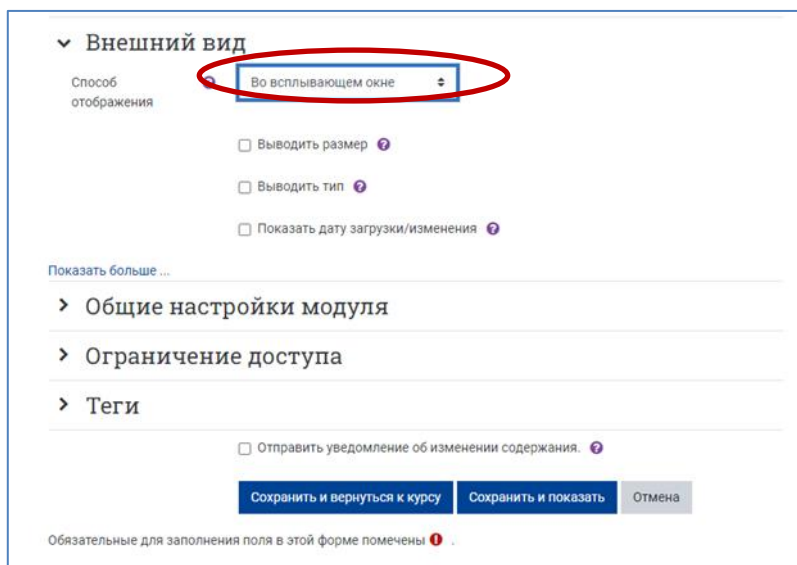 Внешний вид
Способ отображения
Во всплывающем окне
Выводить размер
Выводить тип
Показать дату загрузки/изменения
Показать больше ...
Общие настройки модуля
Ограничение доступа
Теги
Отправить уведомление об изменении содержания.
Сохранить и вернуться к курсу Сохранить и показать Отмена
Обязательные для заполнения поля в этой форме помечены .